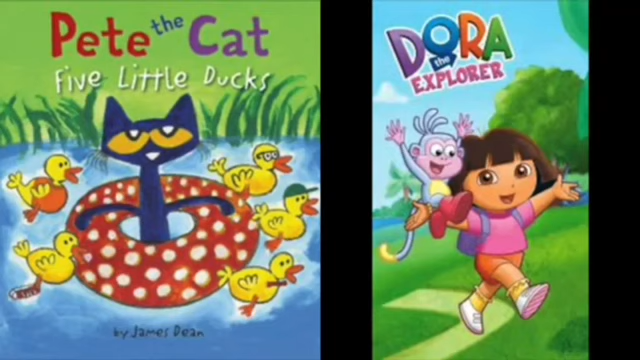 Pete the Cat
Five Little Ducks
by James Dean
DORA
the
EXPLORER